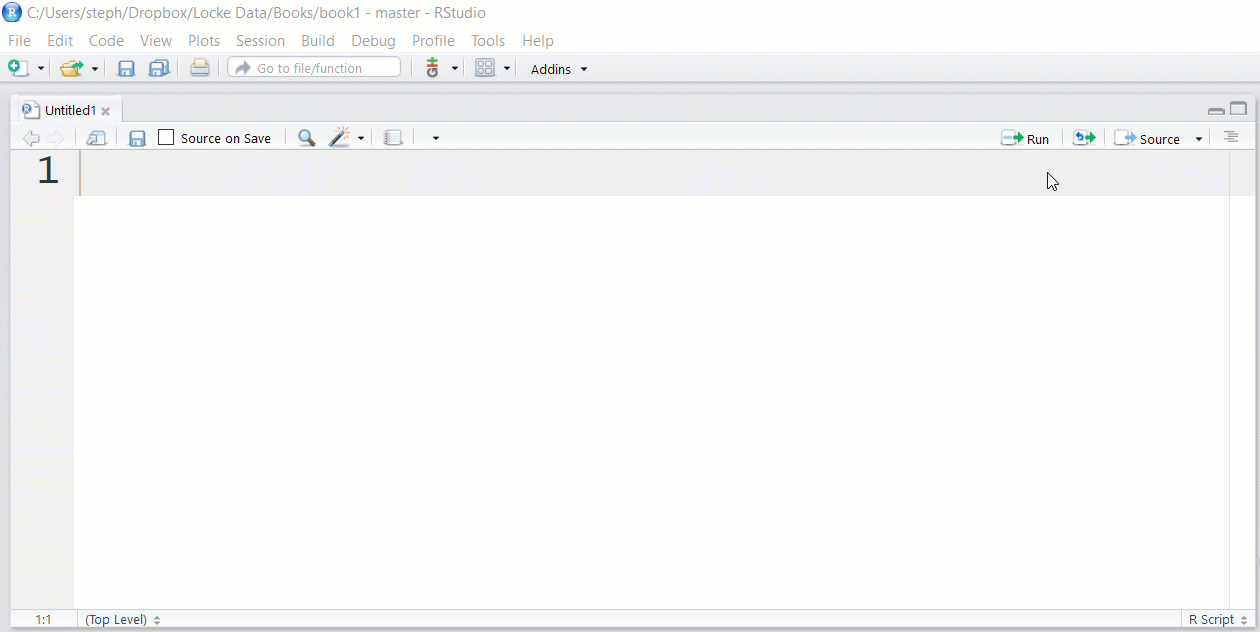 C:/Users/steph/Dropbox/Locke Data/Books/book1 - master - RStudio
File Edit Code View Plots Session Build Debug Profile Tools Help
Go to file/function Addins
Untitled1
Source on Save Run Source
1
1:1 (Top Level) R Script